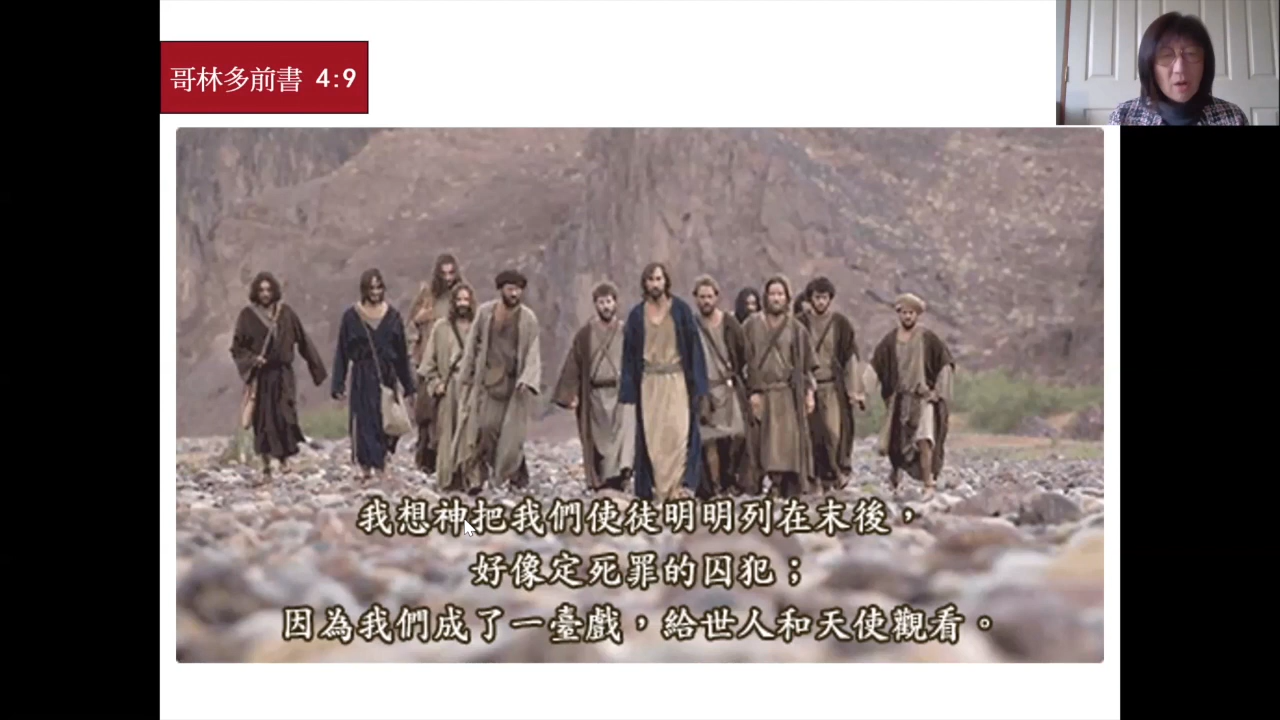 哥林多前書 4:9
我想神把我們使徒明明列在末後，
好像定死罪的囚犯；
因為我們成了一臺戲，給世人和天使觀看。